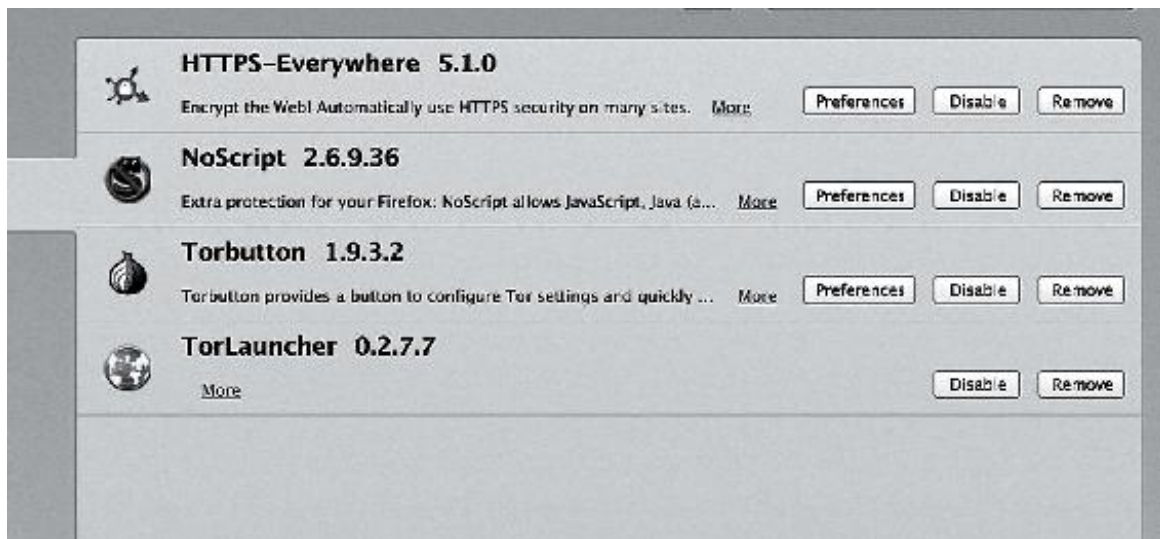 HTTPS-Everywhere 5.1.0
Encrypt the Web! Automatically use HTTPS security on many sites. More
Preferences Disable Remove
NoScript 2.6.9.36
Extra protection for your Firefox: NoScript allows JavaScript, Java (a... More
Preferences Disable Remove
Torbutton 1.9.3.2
Torbutton provides a button to configure Tor settings and quickly ... More
Preferences Disable Remove
TorLauncher 0.2.7.7
More
Disable Remove